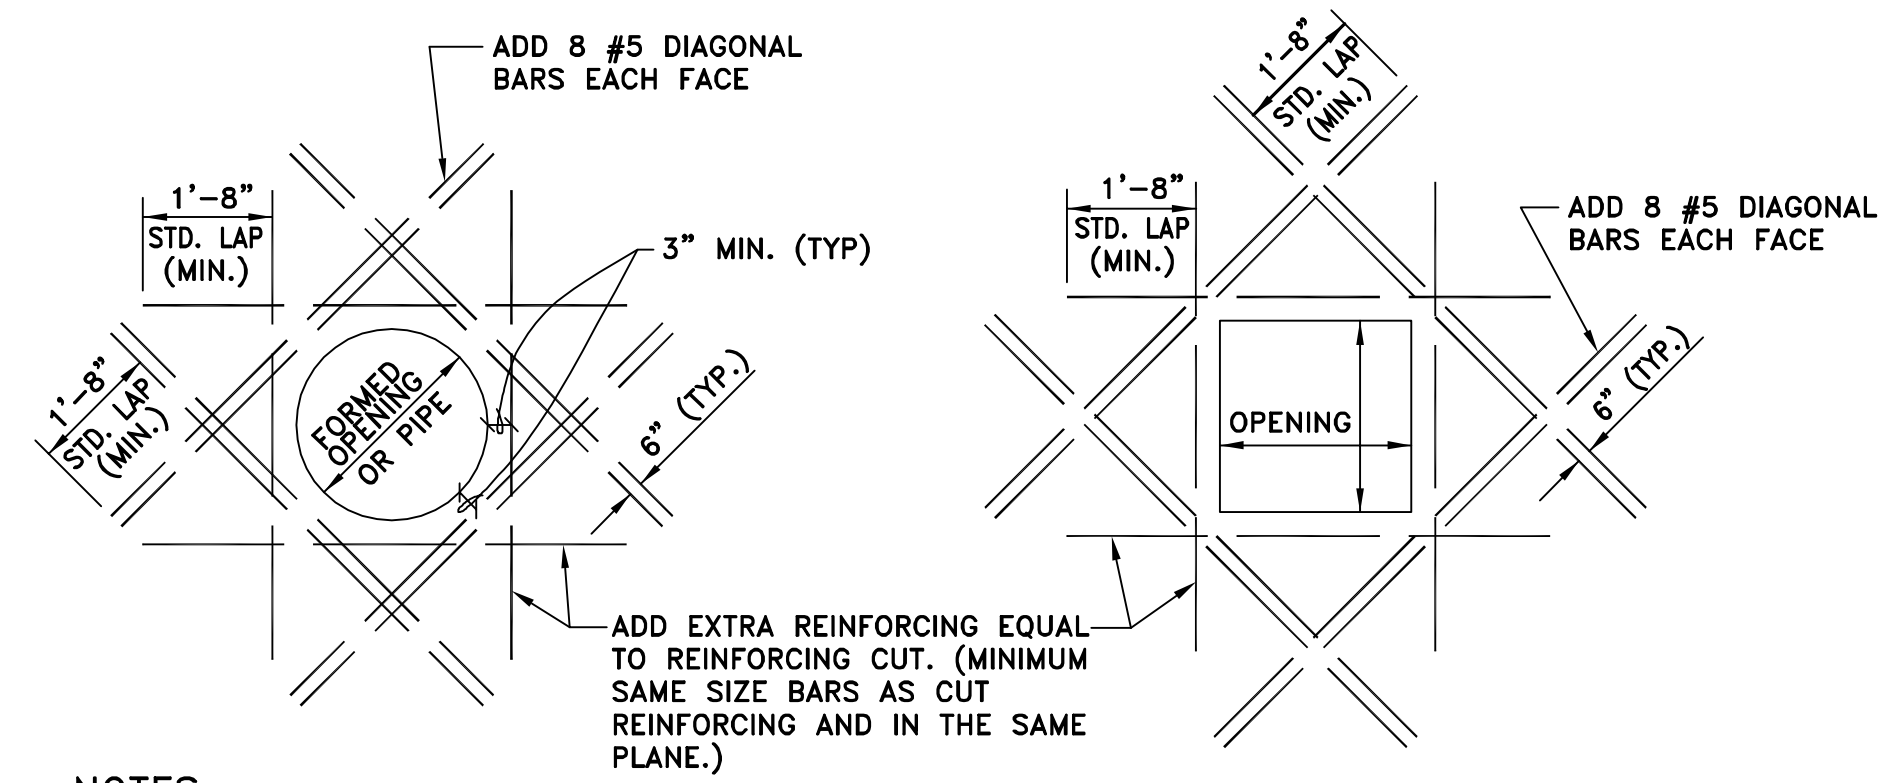 ADD 8 #5 DIAGONAL
BARS EACH FACE
1'-8"
STD. LAP
(MIN.)
3" MIN. (TYP)
1'-8"
STD. LAP
(MIN.)
FORMED
OPENING
OR PIPE
6" (TYP.)
1'-8"
STD. LAP
(MIN.)
1'-8"
STD. LAP
(MIN.)
ADD 8 #5 DIAGONAL
BARS EACH FACE
6" (TYP.)
OPENING
ADD EXTRA REINFORCING EQUAL
TO REINFORCING CUT. (MINIMUM
SAME SIZE BARS AS CUT
REINFORCING AND IN THE SAME
PLANE.)
NOTES